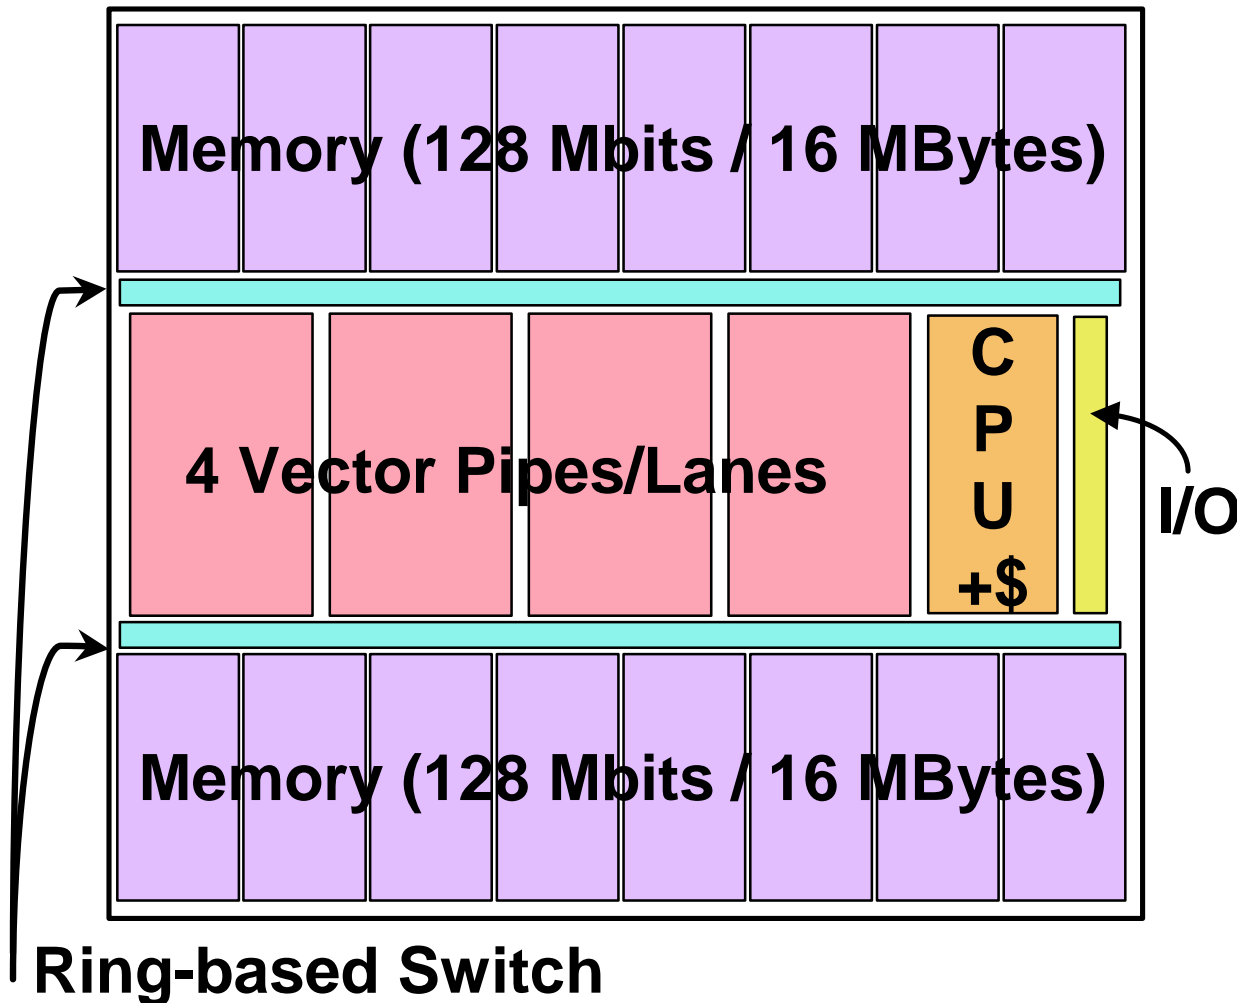 Memory (128 Mbits / 16 MBytes)
C
P
U
+$
4 Vector Pipes/Lanes
I/O
Memory (128 Mbits / 16 MBytes)
Ring-based Switch